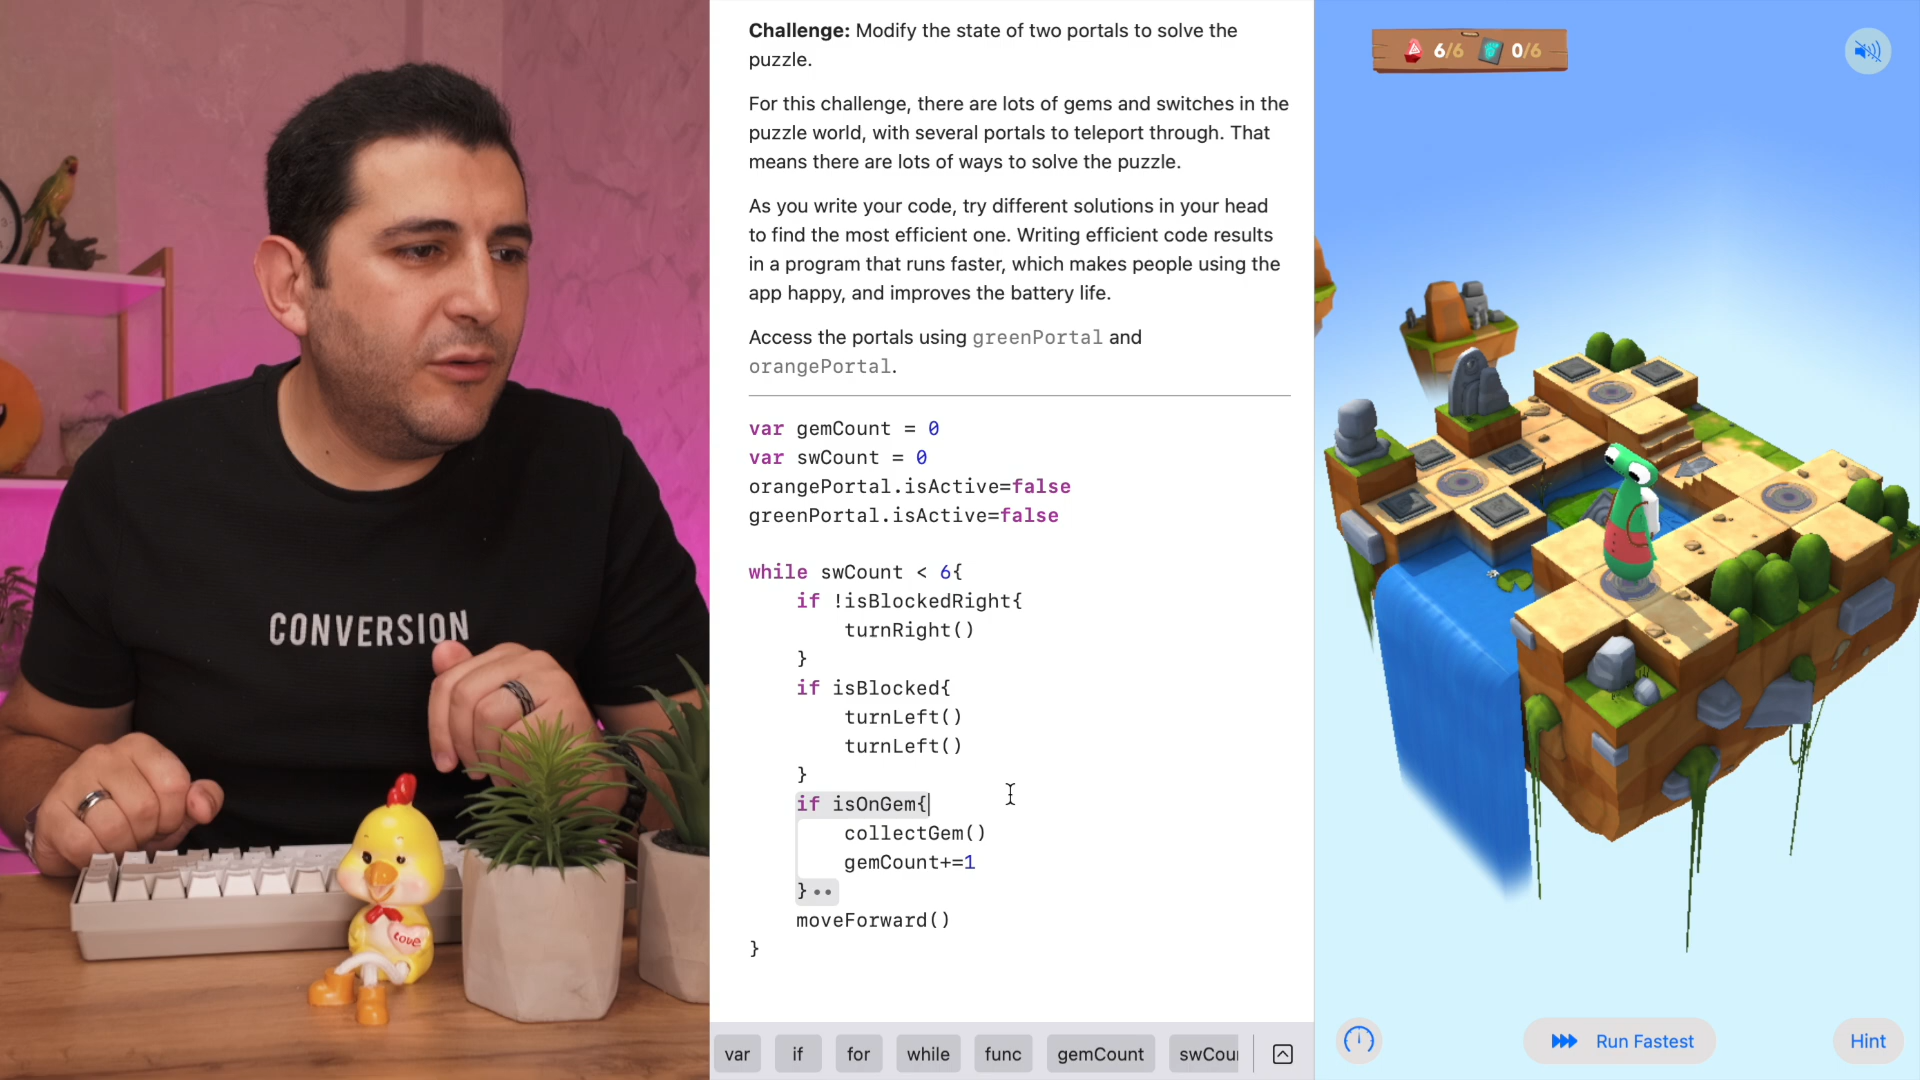 Challenge: Modify the state of two portals to solve the
puzzle.
For this challenge, there are lots of gems and switches in the
puzzle world, with several portals to teleport through. That
means there are lots of ways to solve the puzzle.
As you write your code, try different solutions in your head
to find the most efficient one. Writing efficient code results
in a program that runs faster, which makes people using the
app happy, and improves the battery life.
Access the portals using greenPortal and
orangePortal.
var gemCount = 0
var swCount = 0
orangePortal.isActive=false
greenPortal.isActive=false
while swCount < 6{
if !isBlockedRight{
turnRight()
}
if isBlocked{
turnLeft()
turnLeft()
}
if isOnGem{
collectGem()
gemCount+=1
}
moveForward()
}
var if for while func gemCount swCou
6/6 0/6
Run Fastest
Hint
CONVERSION
Love